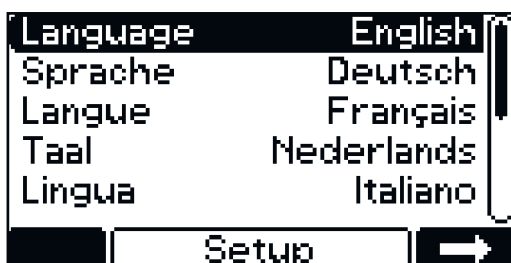 Language English
Sprache Deutsch
Langue Français
Taal Nederlands
Lingua Italiano
Setup